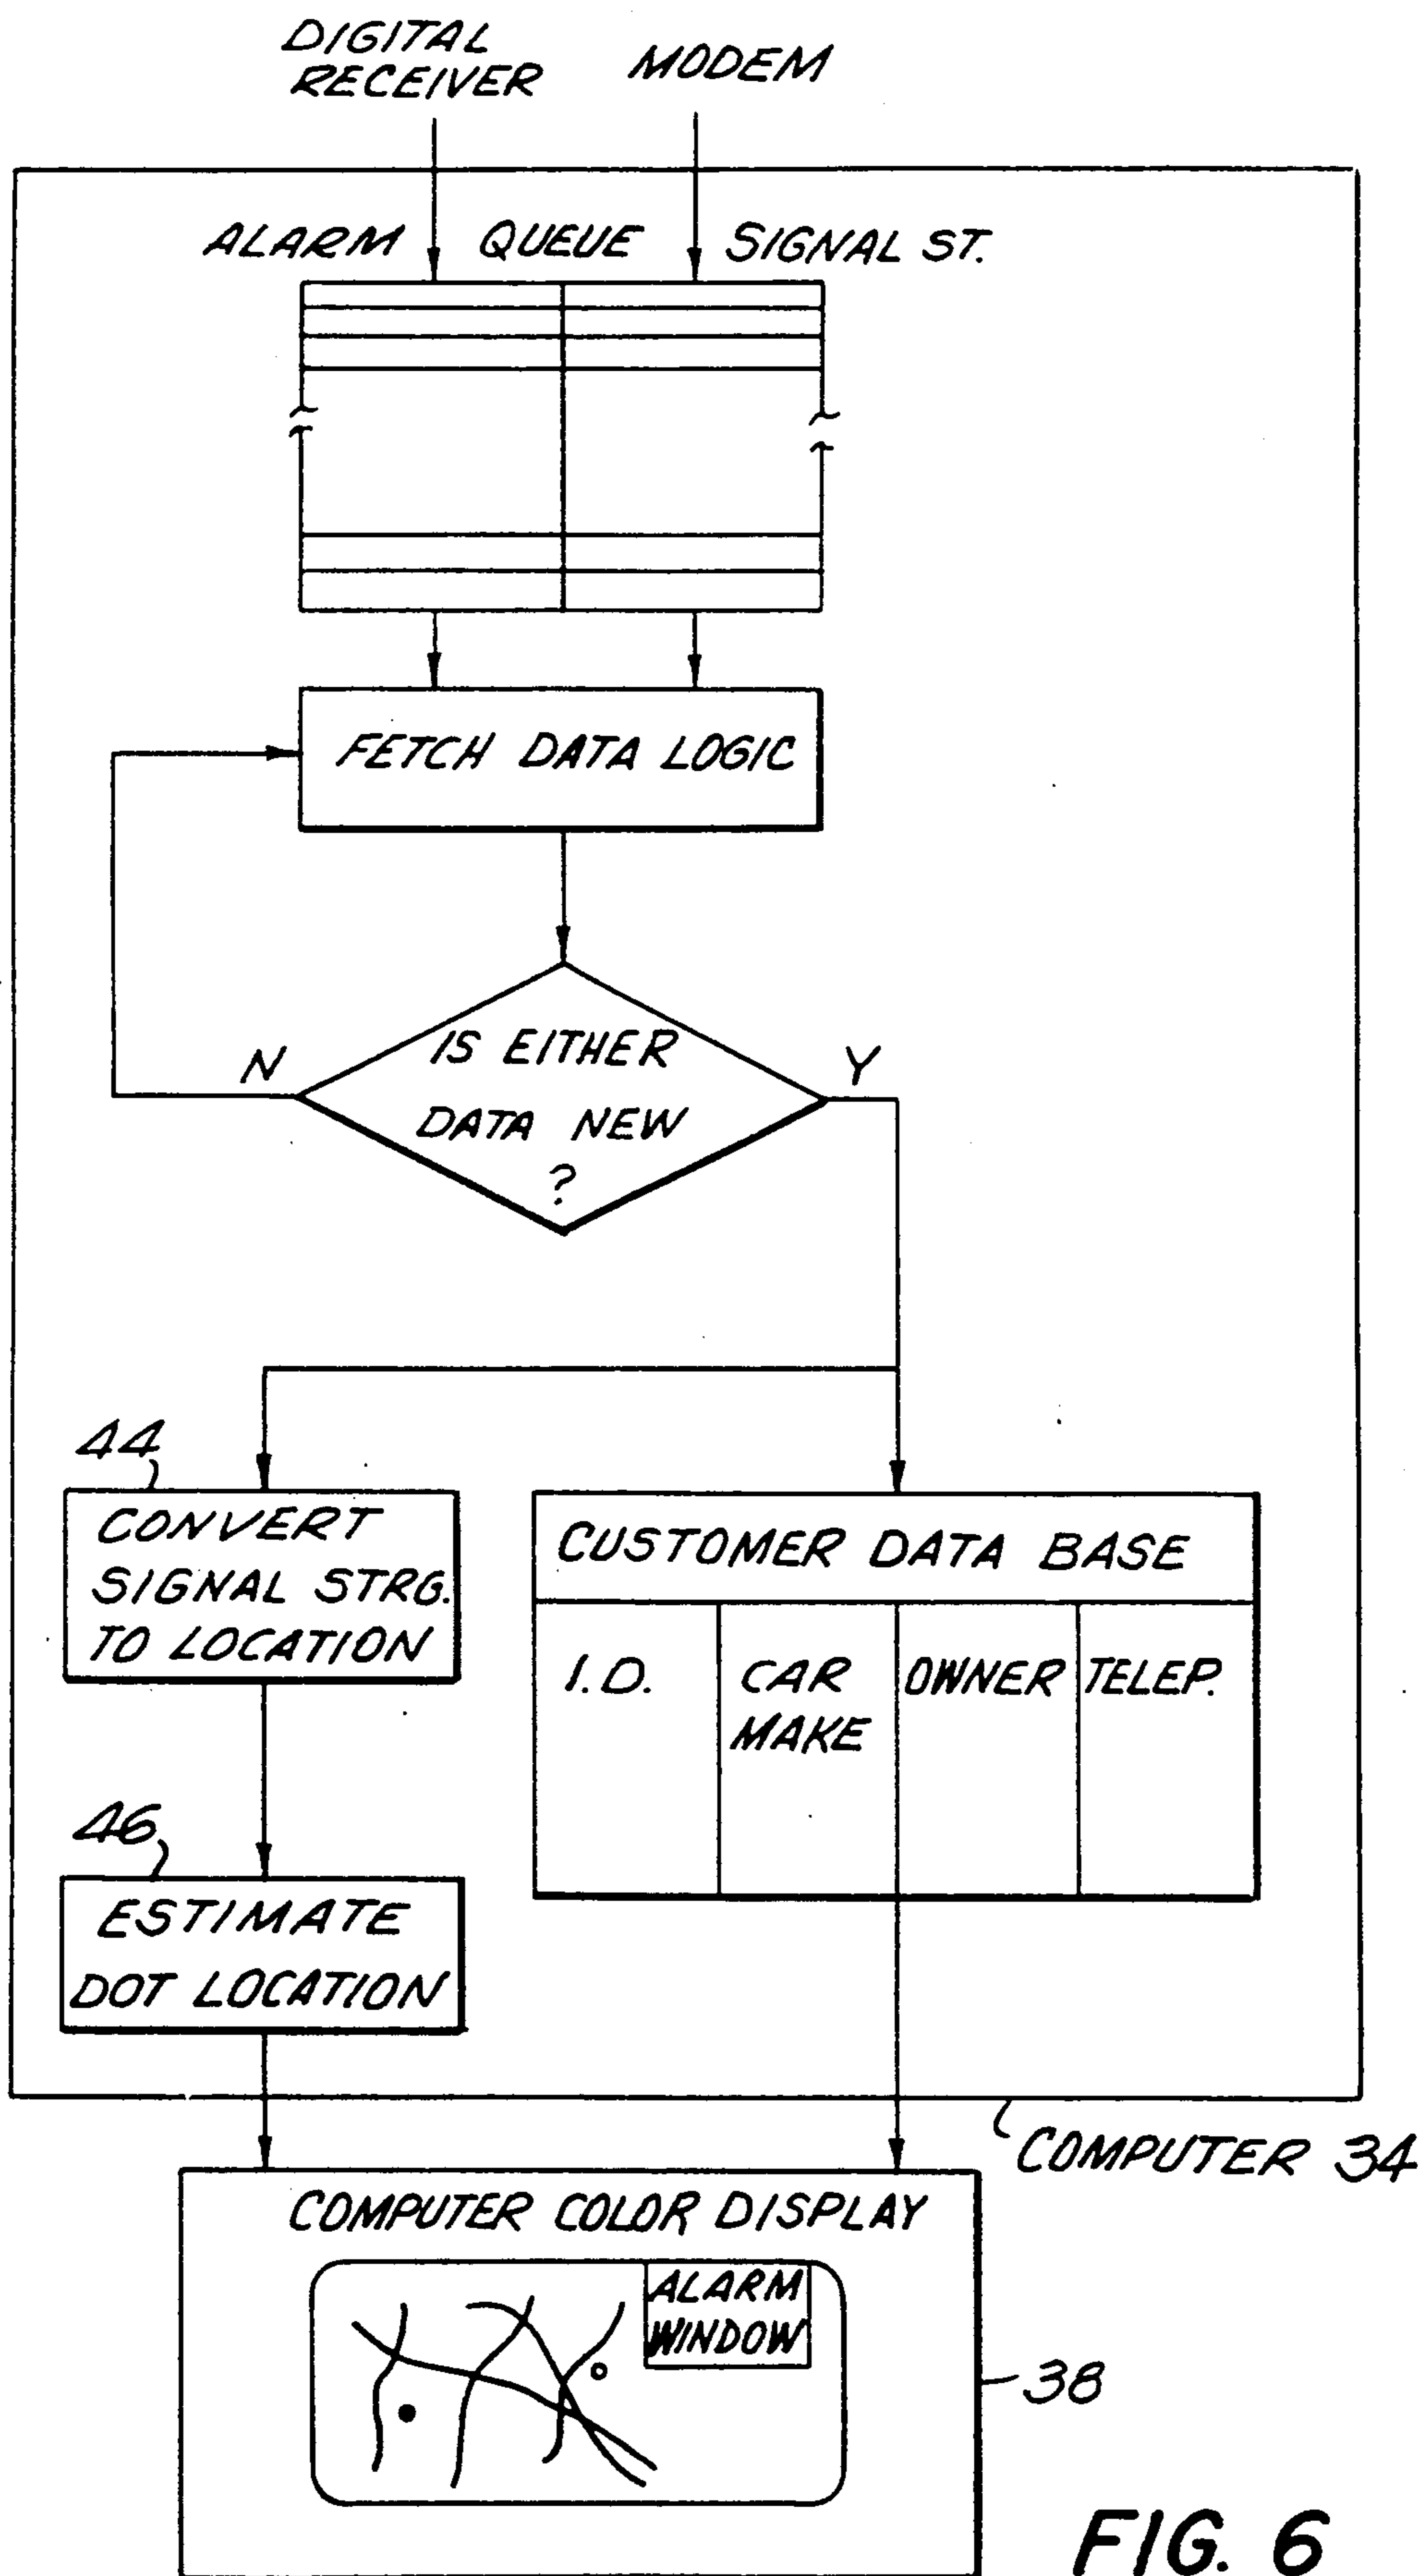 DIGITAL
RECEIVER
MODEM
ALARM QUEUE SIGNAL ST.
FETCH DATA LOGIC
N
IS EITHER
DATA NEW
?
Y
44
CONVERT
SIGNAL STRG.
TO LOCATION
CUSTOMER DATA BASE
I.D.
CAR
MAKE
OWNER
TELEP.
46
ESTIMATE
DOT LOCATION
COMPUTER 34
COMPUTER COLOR DISPLAY
ALARM
WINDOW
38
FIG. 6